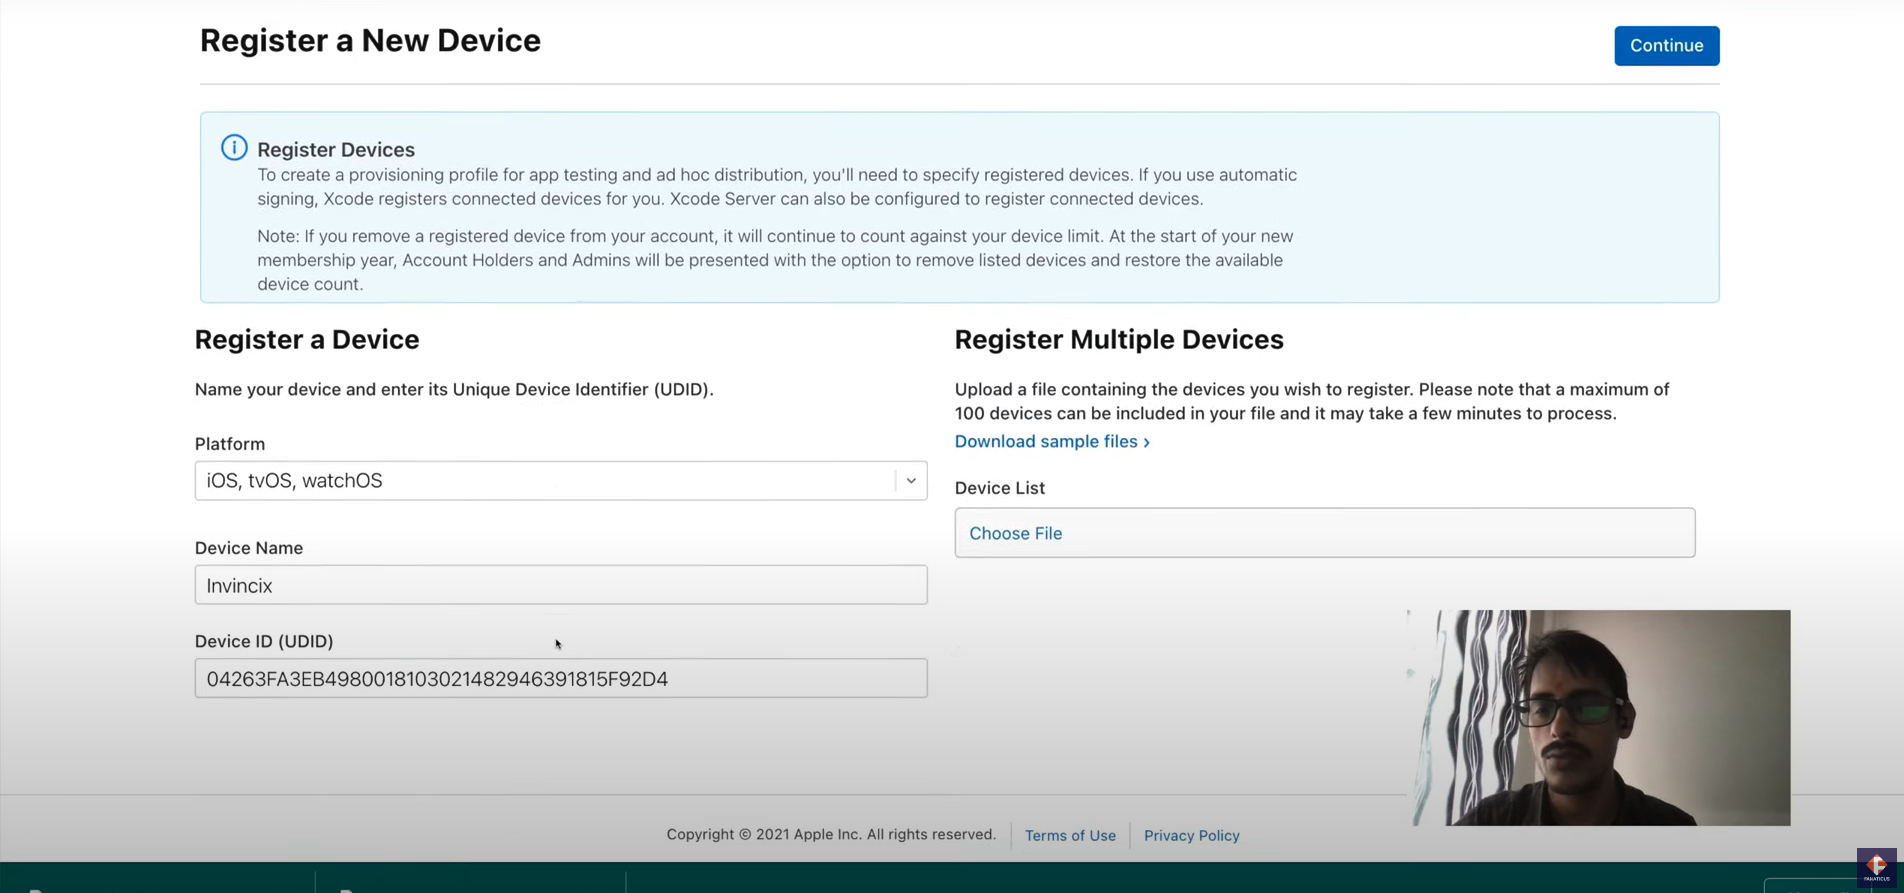 Register a New Device
Continue
Register Devices
To create a provisioning profile for app testing and ad hoc distribution, you'll need to specify registered devices. If you use automatic
signing, Xcode registers connected devices for you. Xcode Server can also be configured to register connected devices.
Note: If you remove a registered device from your account, it will continue to count against your device limit. At the start of your new
membership year, Account Holders and Admins will be presented with the option to remove listed devices and restore the available
device count.
Register a Device
Name your device and enter its Unique Device Identifier (UDID).
Platform
iOS, tvOS, watchOS
Device Name
Invincix
Device ID (UDID)
04263FA3EB4980018103021482946391815F92D4
Register Multiple Devices
Upload a file containing the devices you wish to register. Please note that a maximum of
100 devices can be included in your file and it may take a few minutes to process.
Download sample files ›
Device List
Choose File
Copyright © 2021 Apple Inc. All rights reserved.
Terms of Use
Privacy Policy
FANATICUS